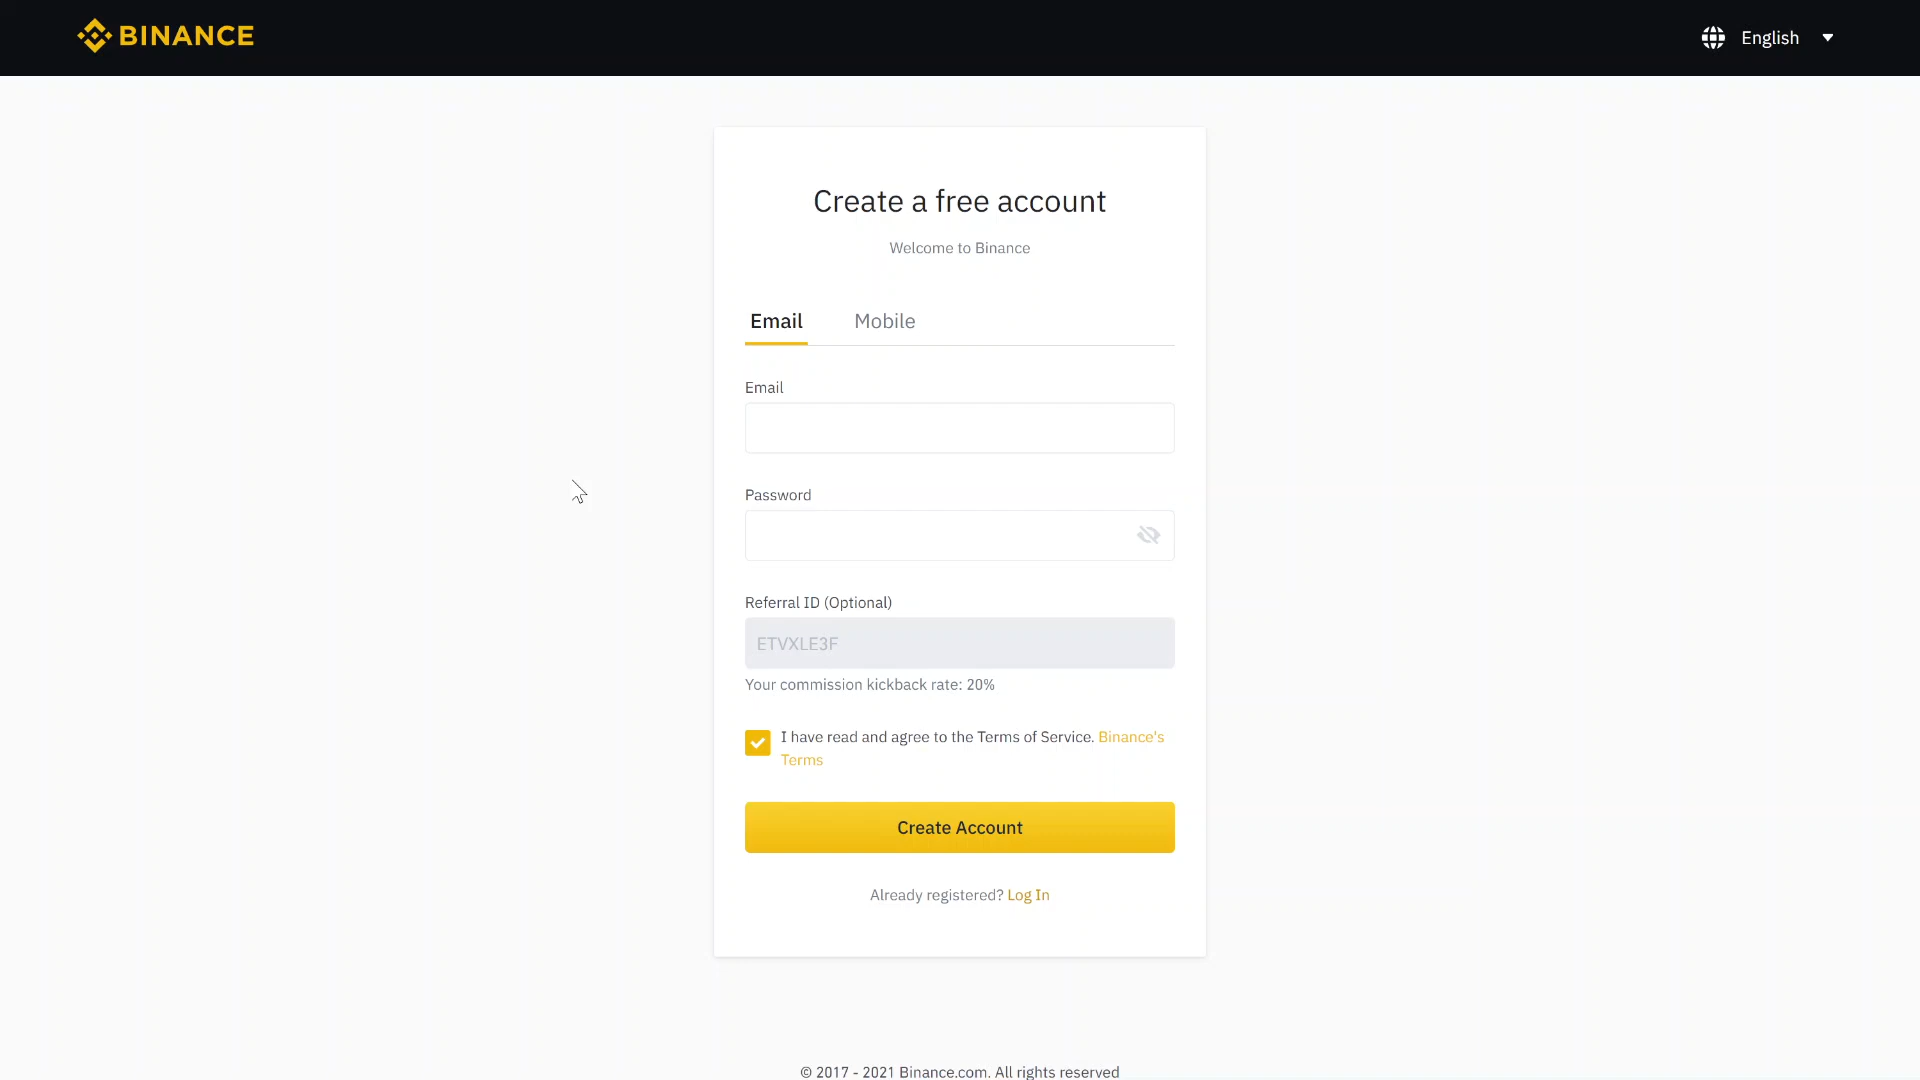 BINANCE
English
Create a free account
Welcome to Binance
Email Mobile
Email
Password
Referral ID (Optional)
ETVXLE3F
Your commission kickback rate: 20%
I have read and agree to the Terms of Service. Binance's
Terms
Create Account
Already registered? Log In
© 2017 - 2021 Binance.com. All rights reserved